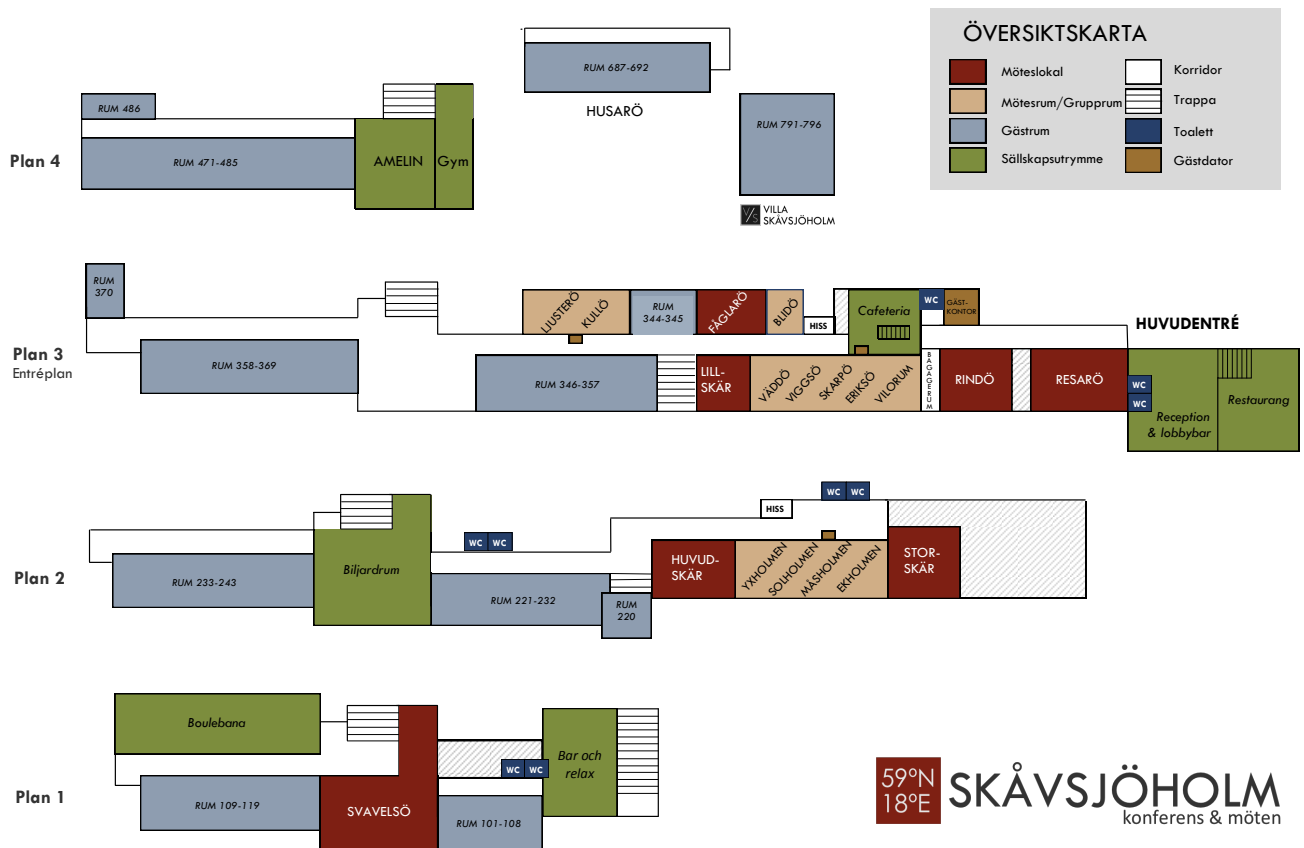 ÖVERSIKTSKARTA
Möteslokal
Mötesrum/Grupprum
Gästrum
Sällskapsutrymme
Korridor
Trappa
Toalett
Gästdator
RUM 687-692
HUSARÖ
RUM 791-796
V/S VILLA
SKÅVSJÖHOLM
Plan 4
RUM 486
RUM 471-485
AMELIN
Gym
Plan 3
Entréplan
RUM
370
RUM 358-369
LJUSTERÖ
KULLÖ
RUM
344-345
FÅGLARÖ
BLIDÖ
HISS
Cafeteria
WC
GÄST-
KONTOR
HUVUDENTRÉ
RUM 346-357
LILL-
SKÄR
VÄDDÖ
VIGGSÖ
SKARPÖ
ERIKSÖ
VILORUM
BAGAGERUM
RINDÖ
RESARÖ
WC
WC
Reception
& lobbybar
Restaurang
Plan 2
RUM 233-243
Biljardrum
WC
WC
RUM 221-232
RUM
220
HISS
WC
WC
HUVUD-
SKÄR
YXHOLMEN
SOLHOLMEN
MÅSHOLMEN
EKHOLMEN
STOR-
SKÄR
Plan 1
Boulebana
RUM 109-119
SVAVELSÖ
WC
WC
RUM 101-108
Bar och
relax
59°N
18°E
SKÅVSJÖHOLM
konferens & möten